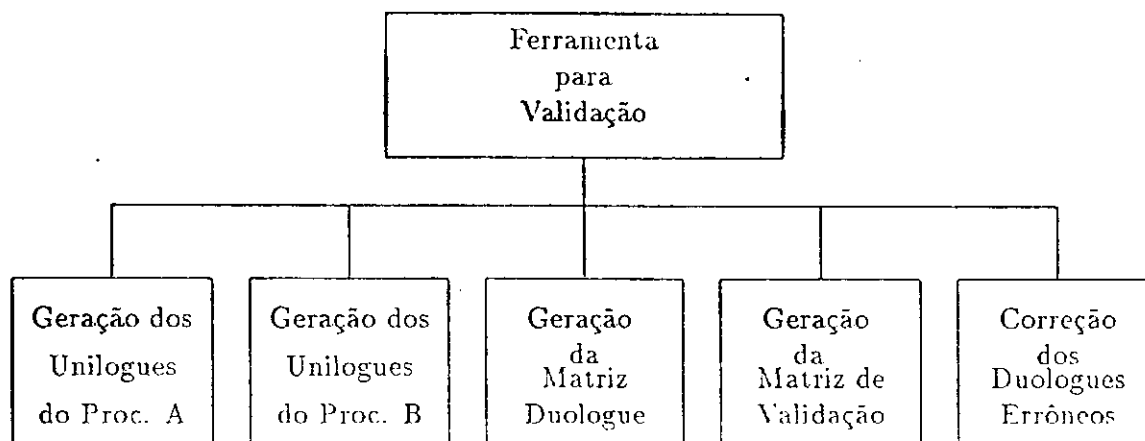 Ferramenta
para
Validação
Geração dos
Unilogues
do Proc. A
Geração dos
Unilogues
do Proc. B
Geração
da
Matriz
Duologue
Geração
da
Matriz de
Validação
Correção
dos
Duologues
Errôneos